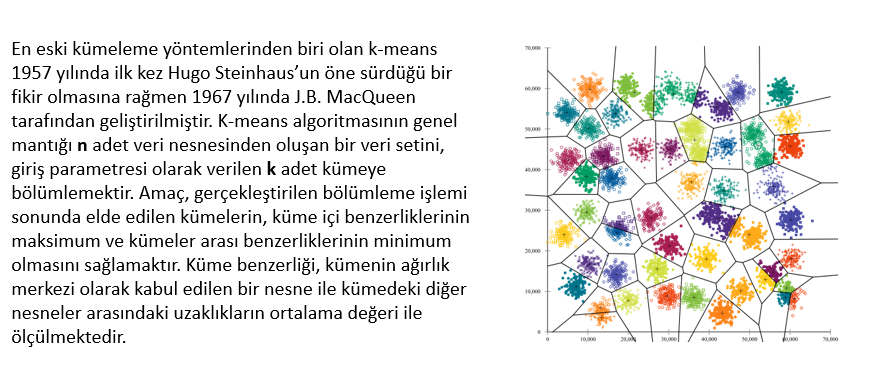 En eski kümeleme yöntemlerinden biri olan k-means
1957 yılında ilk kez Hugo Steinhaus’un öne sürdüğü bir
fikir olmasına rağmen 1967 yılında J.B. MacQueen
tarafından geliştirilmiştir. K-means algoritmasının genel
mantığı n adet veri nesnesinden oluşan bir veri setini,
giriş parametresi olarak verilen k adet kümeye
bölümlemektir. Amaç, gerçekleştirilen bölümleme işlemi
sonunda elde edilen kümelerin, küme içi benzerliklerinin
maksimum ve kümeler arası benzerliklerinin minimum
olmasını sağlamaktır. Küme benzerliği, kümenin ağırlık
merkezi olarak kabul edilen bir nesne ile kümedeki diğer
nesneler arasındaki uzaklıkların ortalama değeri ile
ölçülmektedir.
70,000
60,000
50,000
40,000
30,000
20,000
10,000
0
0 10,000 20,000 30,000 40,000 50,000 60,000 70,000